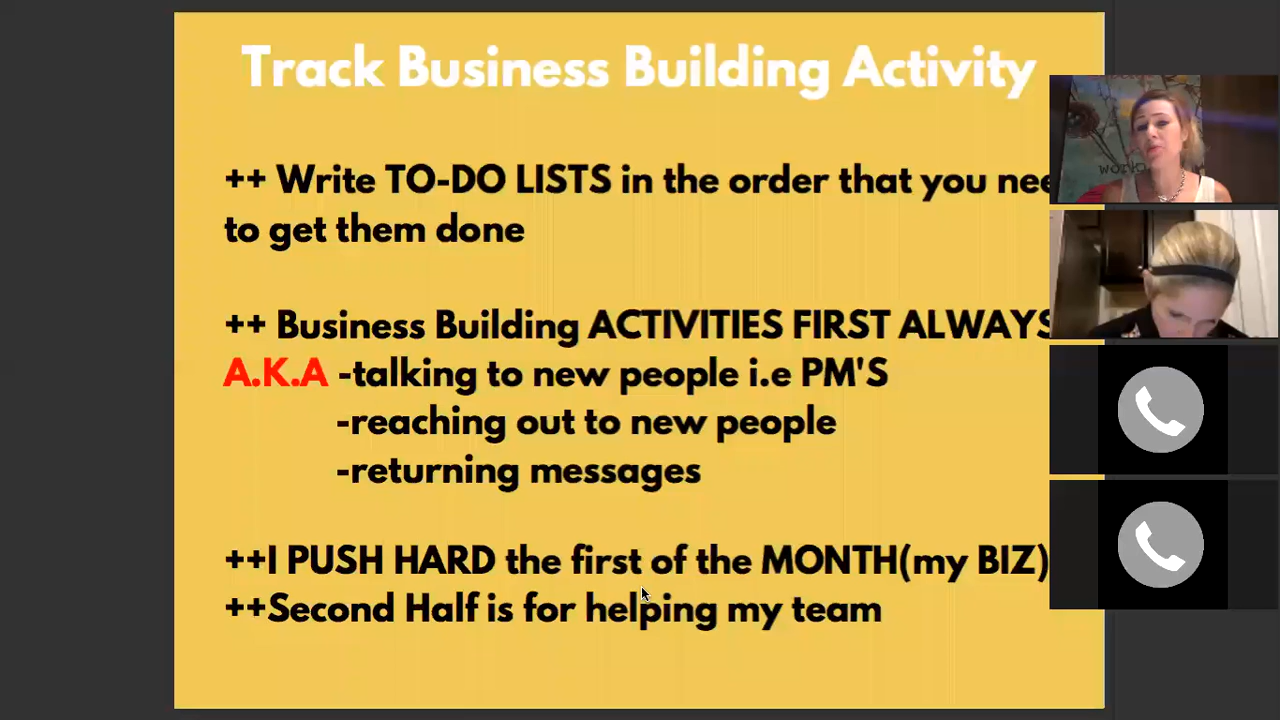 Track Business Building Activity
++ Write TO-DO LISTS in the order that you nee
to get them done
++ Business Building ACTIVITIES FIRST ALWAYS
A.K.A -talking to new people i.e PM'S
-reaching out to new people
-returning messages
++I PUSH HARD the first of the MONTH(my BIZ)
++Second Half is for helping my team